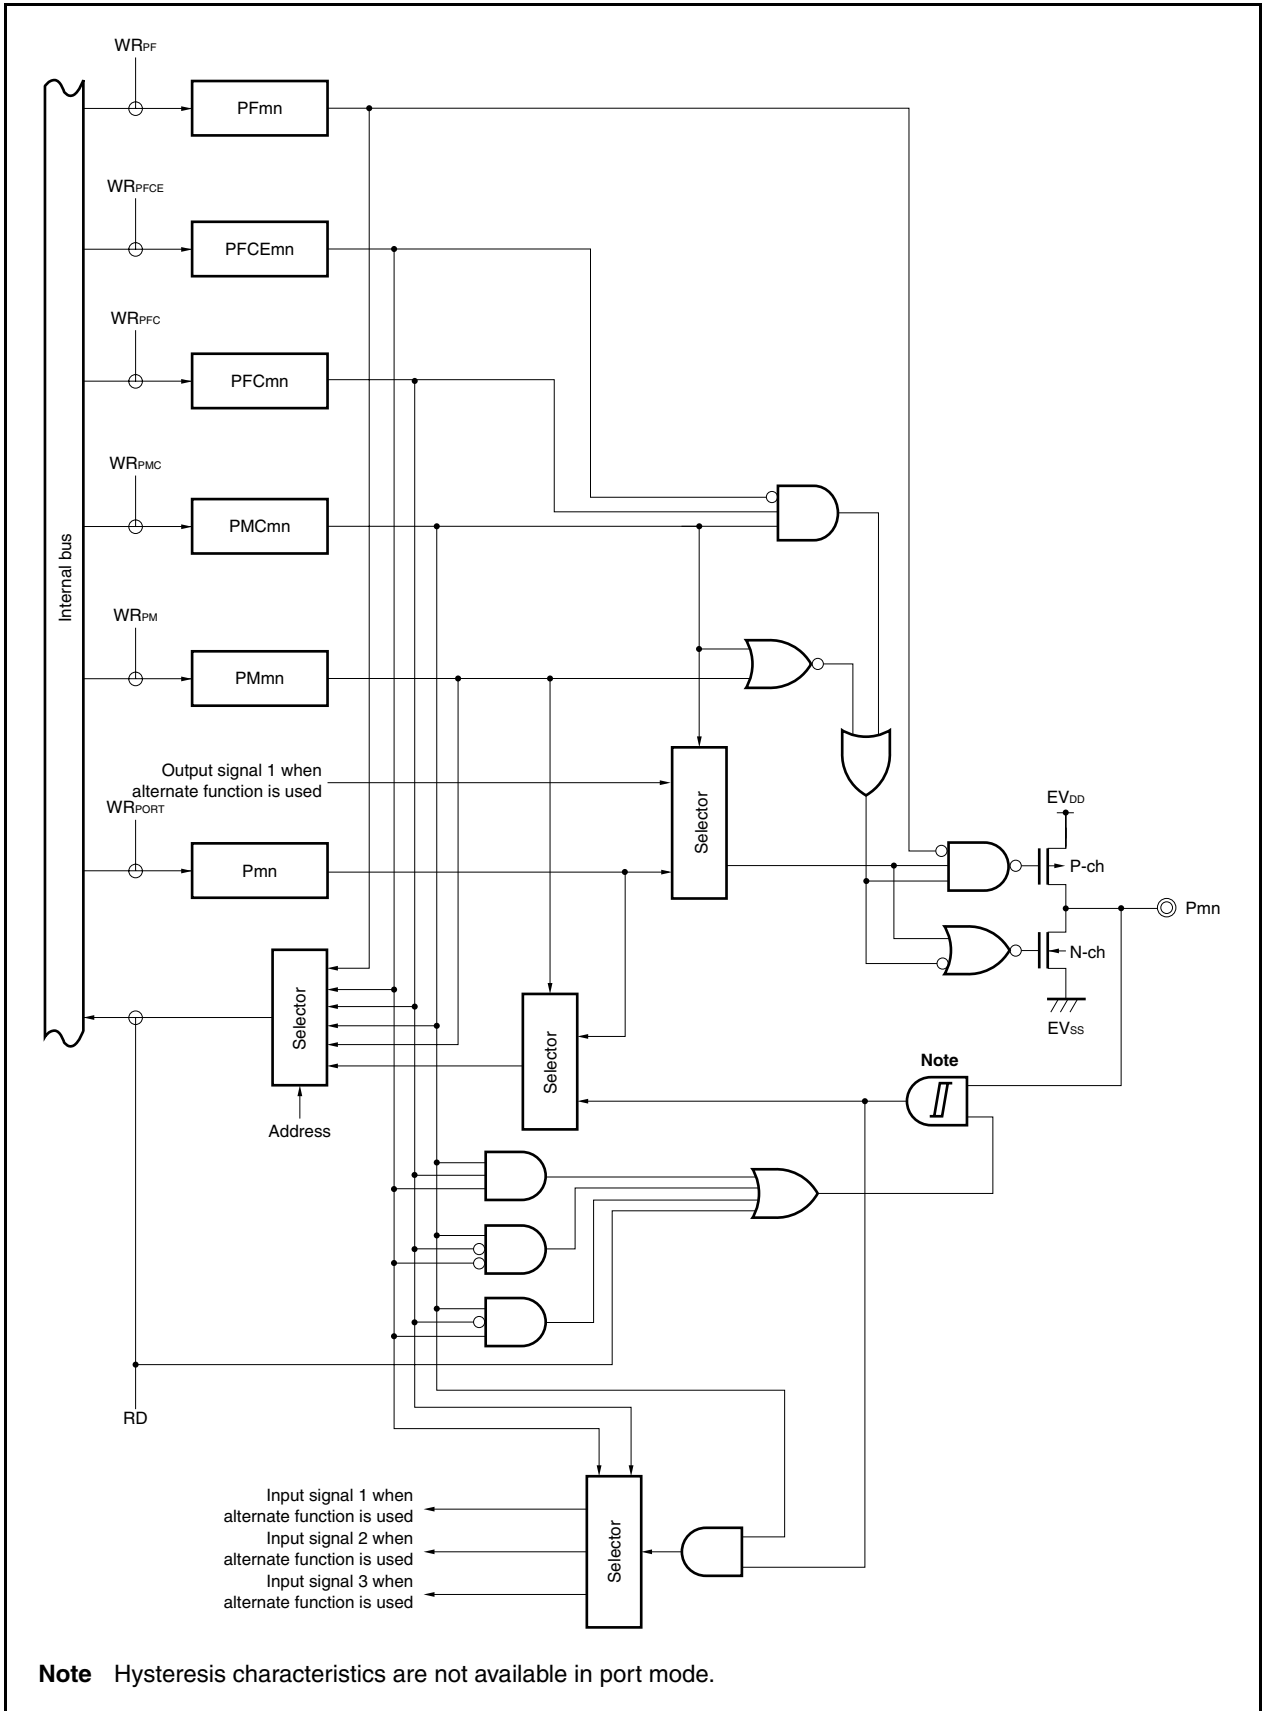 WRPF
PFmn
WRPFCE
PFCEmn
WRPFC
PFCmn
WRPMC
PMCmn
Internal bus
WRPM
PMmn
Output signal 1 when
alternate function is used
WRPORT
Pmn
Selector
EVDD
P-ch
Pmn
N-ch
EVSS
Selector
Selector
Address
Note
RD
Input signal 1 when
alternate function is used
Input signal 2 when
alternate function is used
Input signal 3 when
alternate function is used
Selector
Note Hysteresis characteristics are not available in port mode.